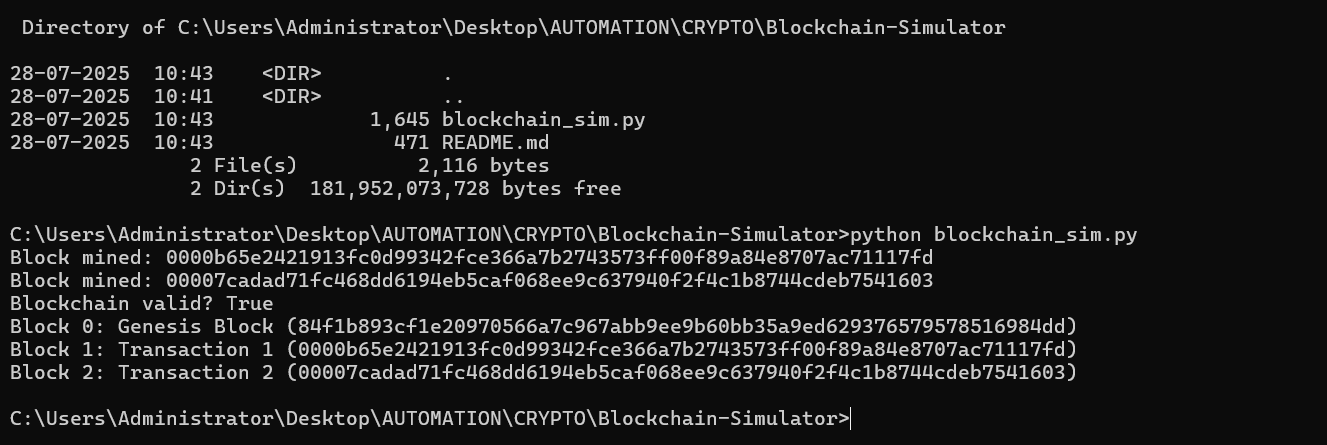 Directory of C:\Users\Administrator\Desktop\AUTOMATION\CRYPTO\Blockchain-Simulator
28-07-2025  10:43    <DIR>          .
28-07-2025  10:41    <DIR>          ..
28-07-2025  10:43             1,645 blockchain_sim.py
28-07-2025  10:43               471 README.md
               2 File(s)          2,116 bytes
               2 Dir(s)  181,952,073,728 bytes free
C:\Users\Administrator\Desktop\AUTOMATION\CRYPTO\Blockchain-Simulator>python blockchain_sim.py
Block mined: 0000b65e2421913fc0d99342fce366a7b2743573ff00f89a84e8707ac71117fd
Block mined: 00007cadad71fc468dd6194eb5caf068ee9c637940f2f4c1b8744cdeb7541603
Blockchain valid? True
Block 0: Genesis Block (84f1b893cf1e20970566a7c967abb9ee9b60bb35a9ed629376579578516984dd)
Block 1: Transaction 1 (0000b65e2421913fc0d99342fce366a7b2743573ff00f89a84e8707ac71117fd)
Block 2: Transaction 2 (00007cadad71fc468dd6194eb5caf068ee9c637940f2f4c1b8744cdeb7541603)
C:\Users\Administrator\Desktop\AUTOMATION\CRYPTO\Blockchain-Simulator>